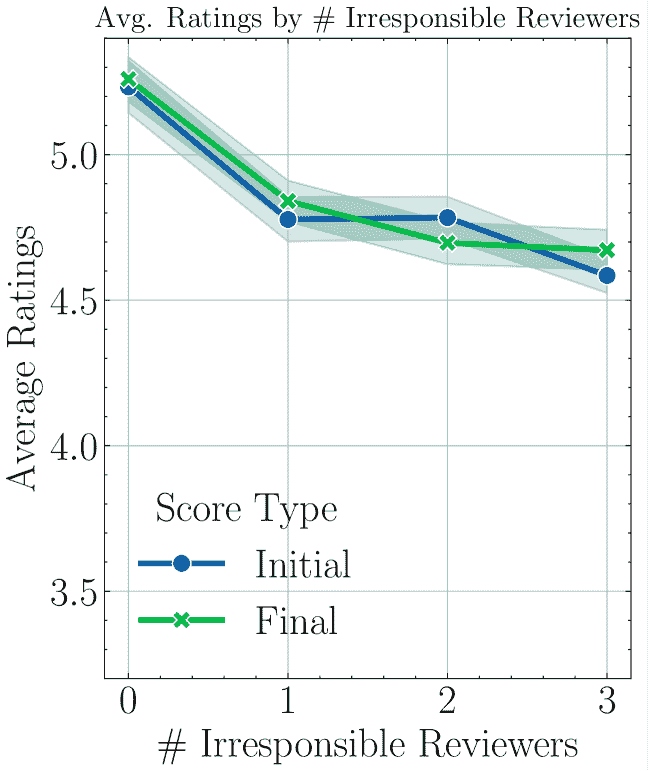 Avg. Ratings by # Irresponsible Reviewers
5.0
4.5
4.0
3.5
Average Ratings
Score Type
Initial
Final
0 1 2 3
# Irresponsible Reviewers